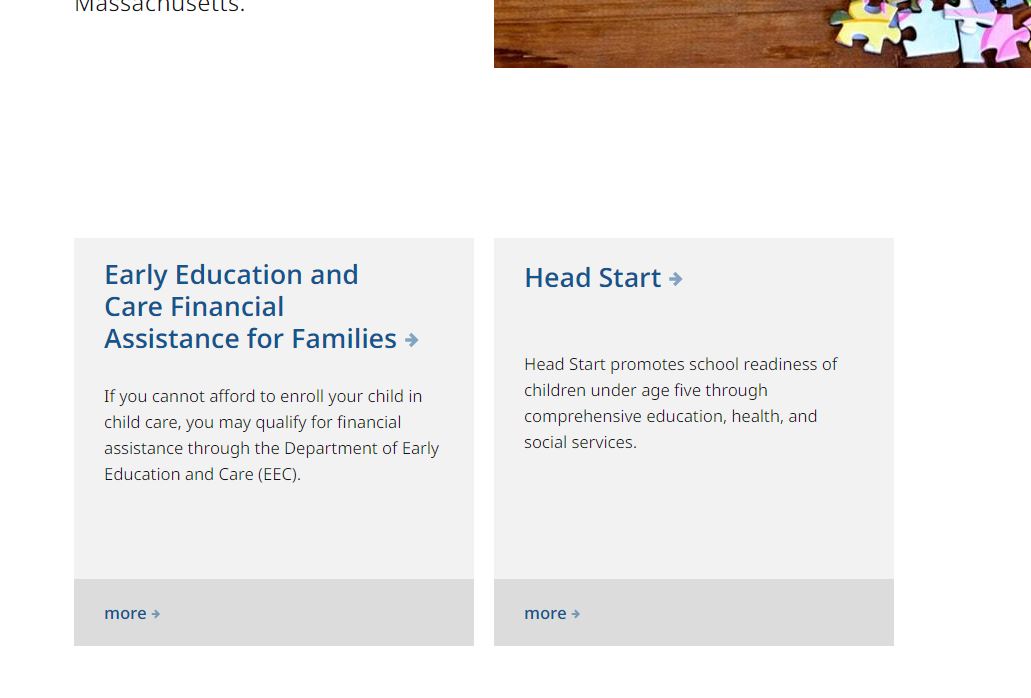 Massachusetts.
Early Education and
Care Financial
Assistance for Families
If you cannot afford to enroll your child in
child care, you may qualify for financial
assistance through the Department of Early
Education and Care (EEC).
more
Head Start
Head Start promotes school readiness of
children under age five through
comprehensive education, health, and
social services.
more